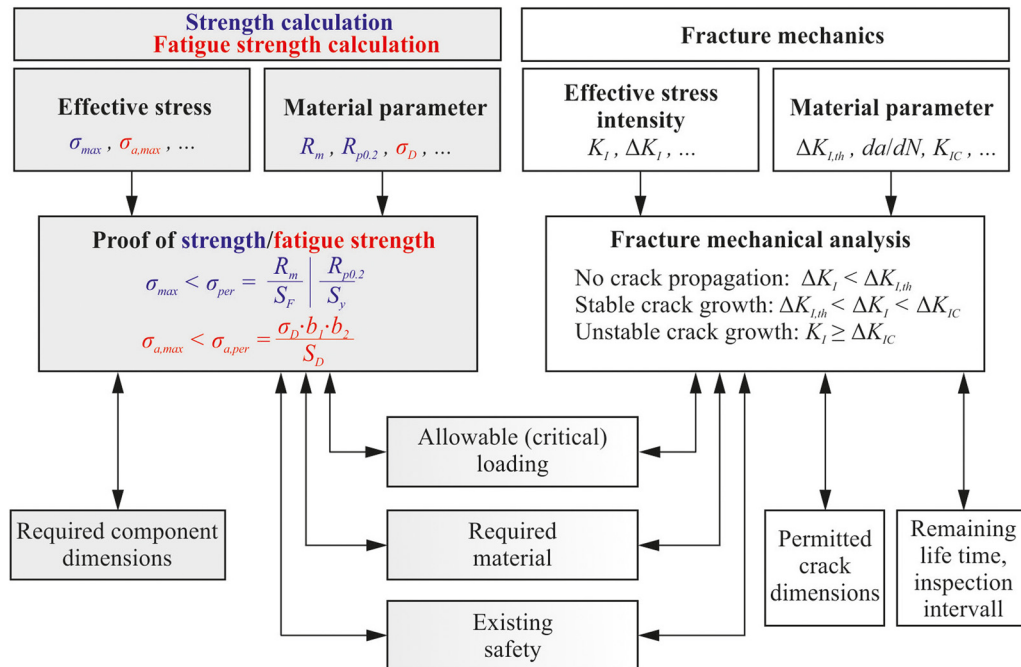 Strength calculation
Fatigue strength calculation
Fracture mechanics
Effective stress
σmax , σa,max , ...
Material parameter
Rm , Rp0.2 , σD , ...
Effective stress
intensity
KI , ΔKI , ...
Material parameter
ΔKI,th , da/dN, KIC , ...
Proof of strength/fatigue strength
σmax < σper = Rm/SF | Rp0.2/Sy
σa,max < σa,per = σD·b1·b2/SD
Fracture mechanical analysis
No crack propagation: ΔKI < ΔKI,th
Stable crack growth: ΔKI,th < ΔKI < ΔKIC
Unstable crack growth: KI ≥ ΔKIC
Allowable (critical)
loading
Required component
dimensions
Required
material
Existing
safety
Permitted
crack
dimensions
Remaining
life time,
inspection
intervall